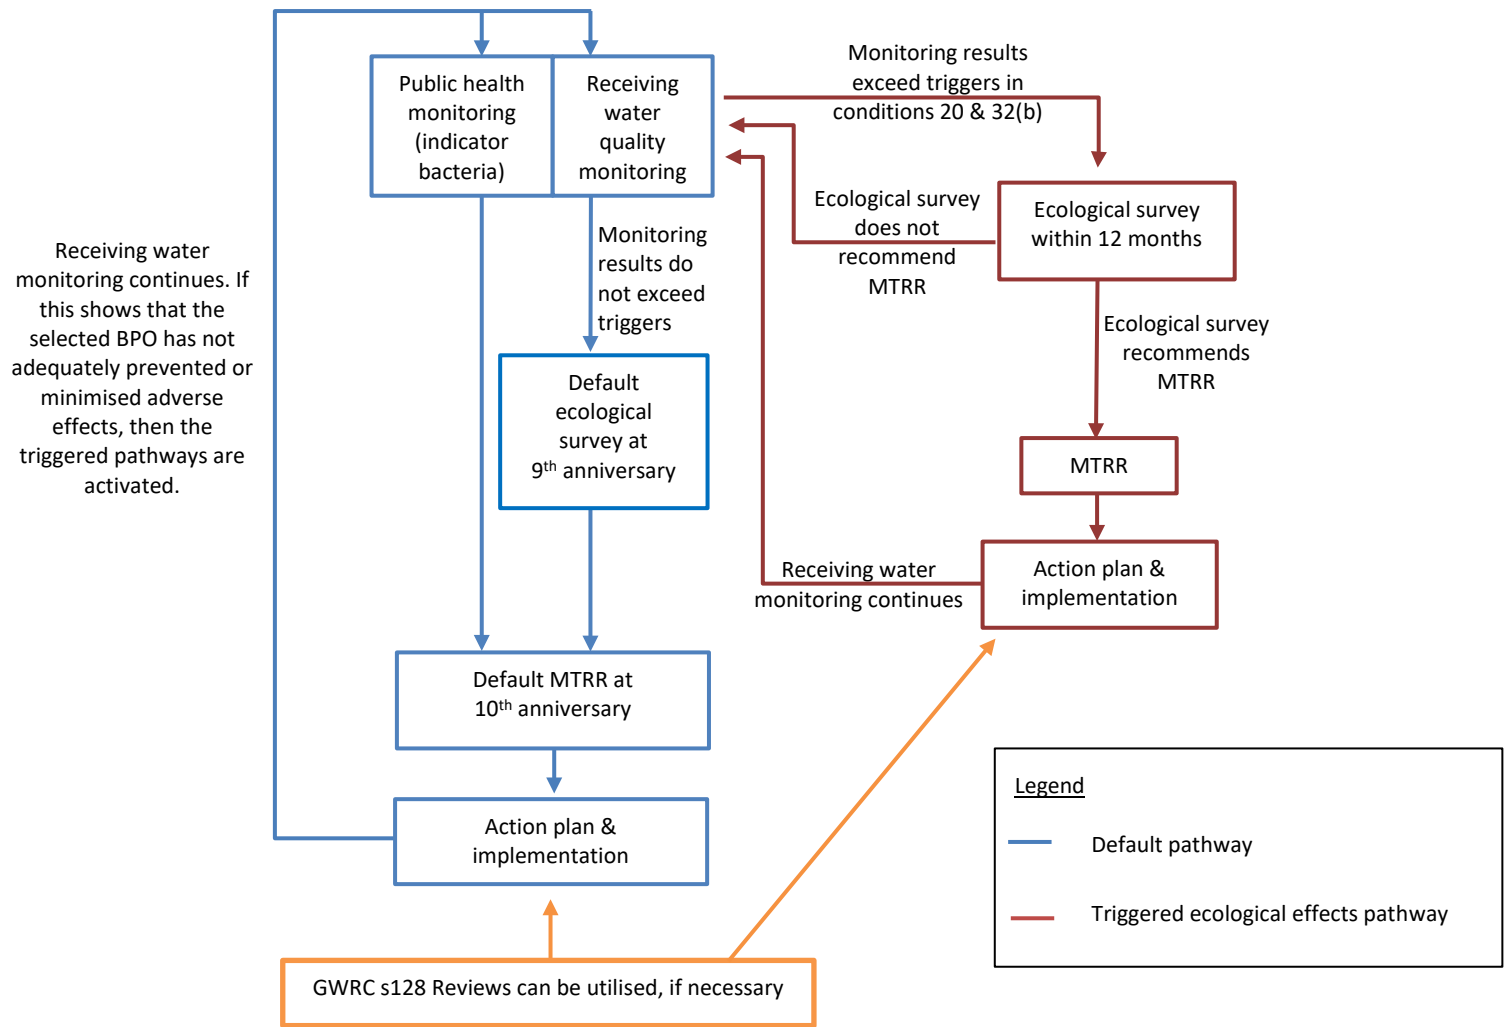 Public health
monitoring
(indicator
bacteria)
Receiving
water
quality
monitoring
Monitoring results
exceed triggers in
conditions 20 & 32(b)
Ecological survey
does not
recommend
MTRR
Ecological survey
within 12 months
Receiving water
monitoring continues. If
this shows that the
selected BPO has not
adequately prevented or
minimised adverse
effects, then the
triggered pathways are
activated.
Monitoring
results do
not exceed
triggers
Ecological survey
recommends
MTRR
Default
ecological
survey at
9th anniversary
MTRR
Receiving water
monitoring continues
Action plan &
implementation
Default MTRR at
10th anniversary
Action plan &
implementation
GWRC s128 Reviews can be utilised, if necessary
Legend
Default pathway
Triggered ecological effects pathway